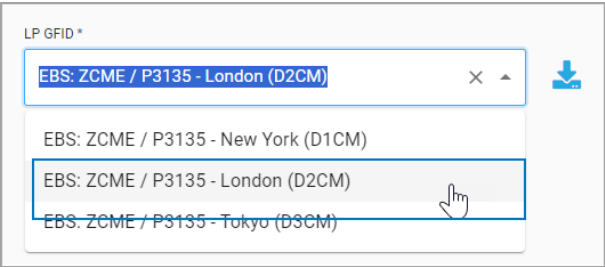 LP GFID *
EBS: ZCME / P3135 - London (D2CM)
EBS: ZCME / P3135 - New York (D1CM)
EBS: ZCME / P3135 - London (D2CM)
EBS: ZCME / P3135 - Tokyo (D3CM)